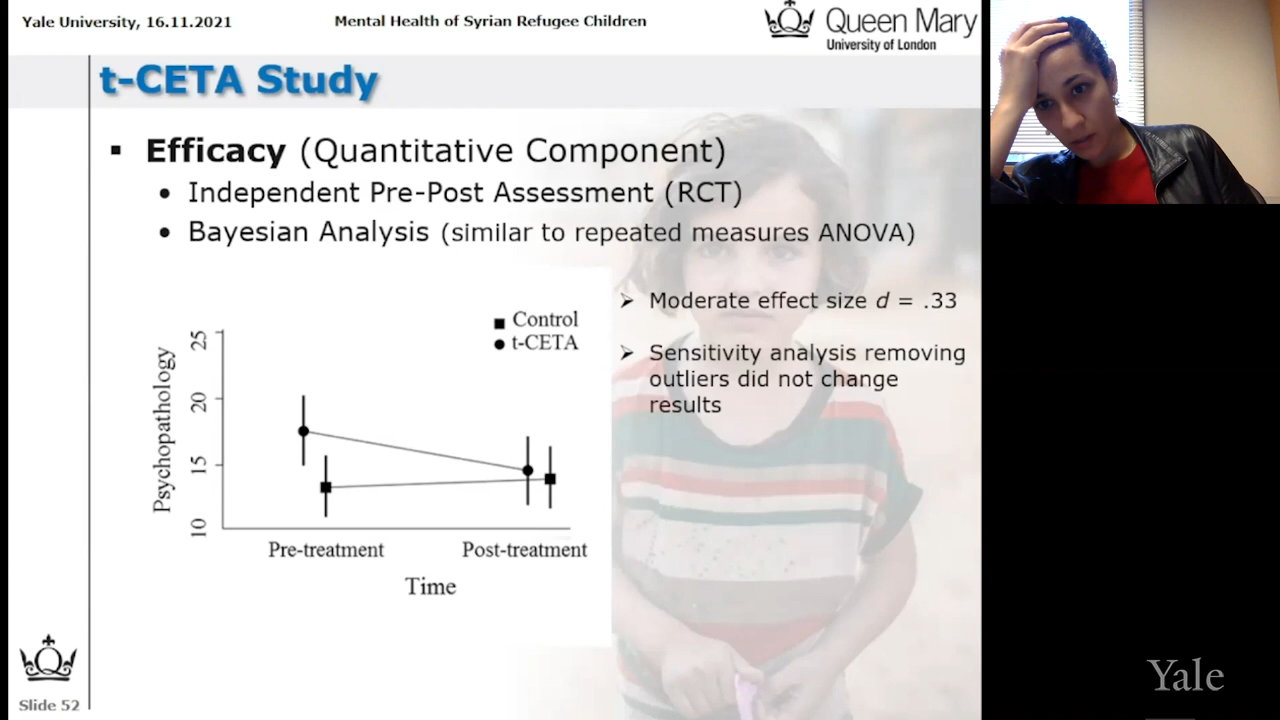 Yale University, 16.11.2021
Mental Health of Syrian Refugee Children
Queen Mary
University of London
t-CETA Study
▪ Efficacy (Quantitative Component)
• Independent Pre-Post Assessment (RCT)
• Bayesian Analysis (similar to repeated measures ANOVA)
➢ Moderate effect size d = .33
➢ Sensitivity analysis removing
outliers did not change
results
■ Control
● t-CETA
Psychopathology
25
20
15
10
Pre-treatment
Post-treatment
Time
Slide 52
Yale